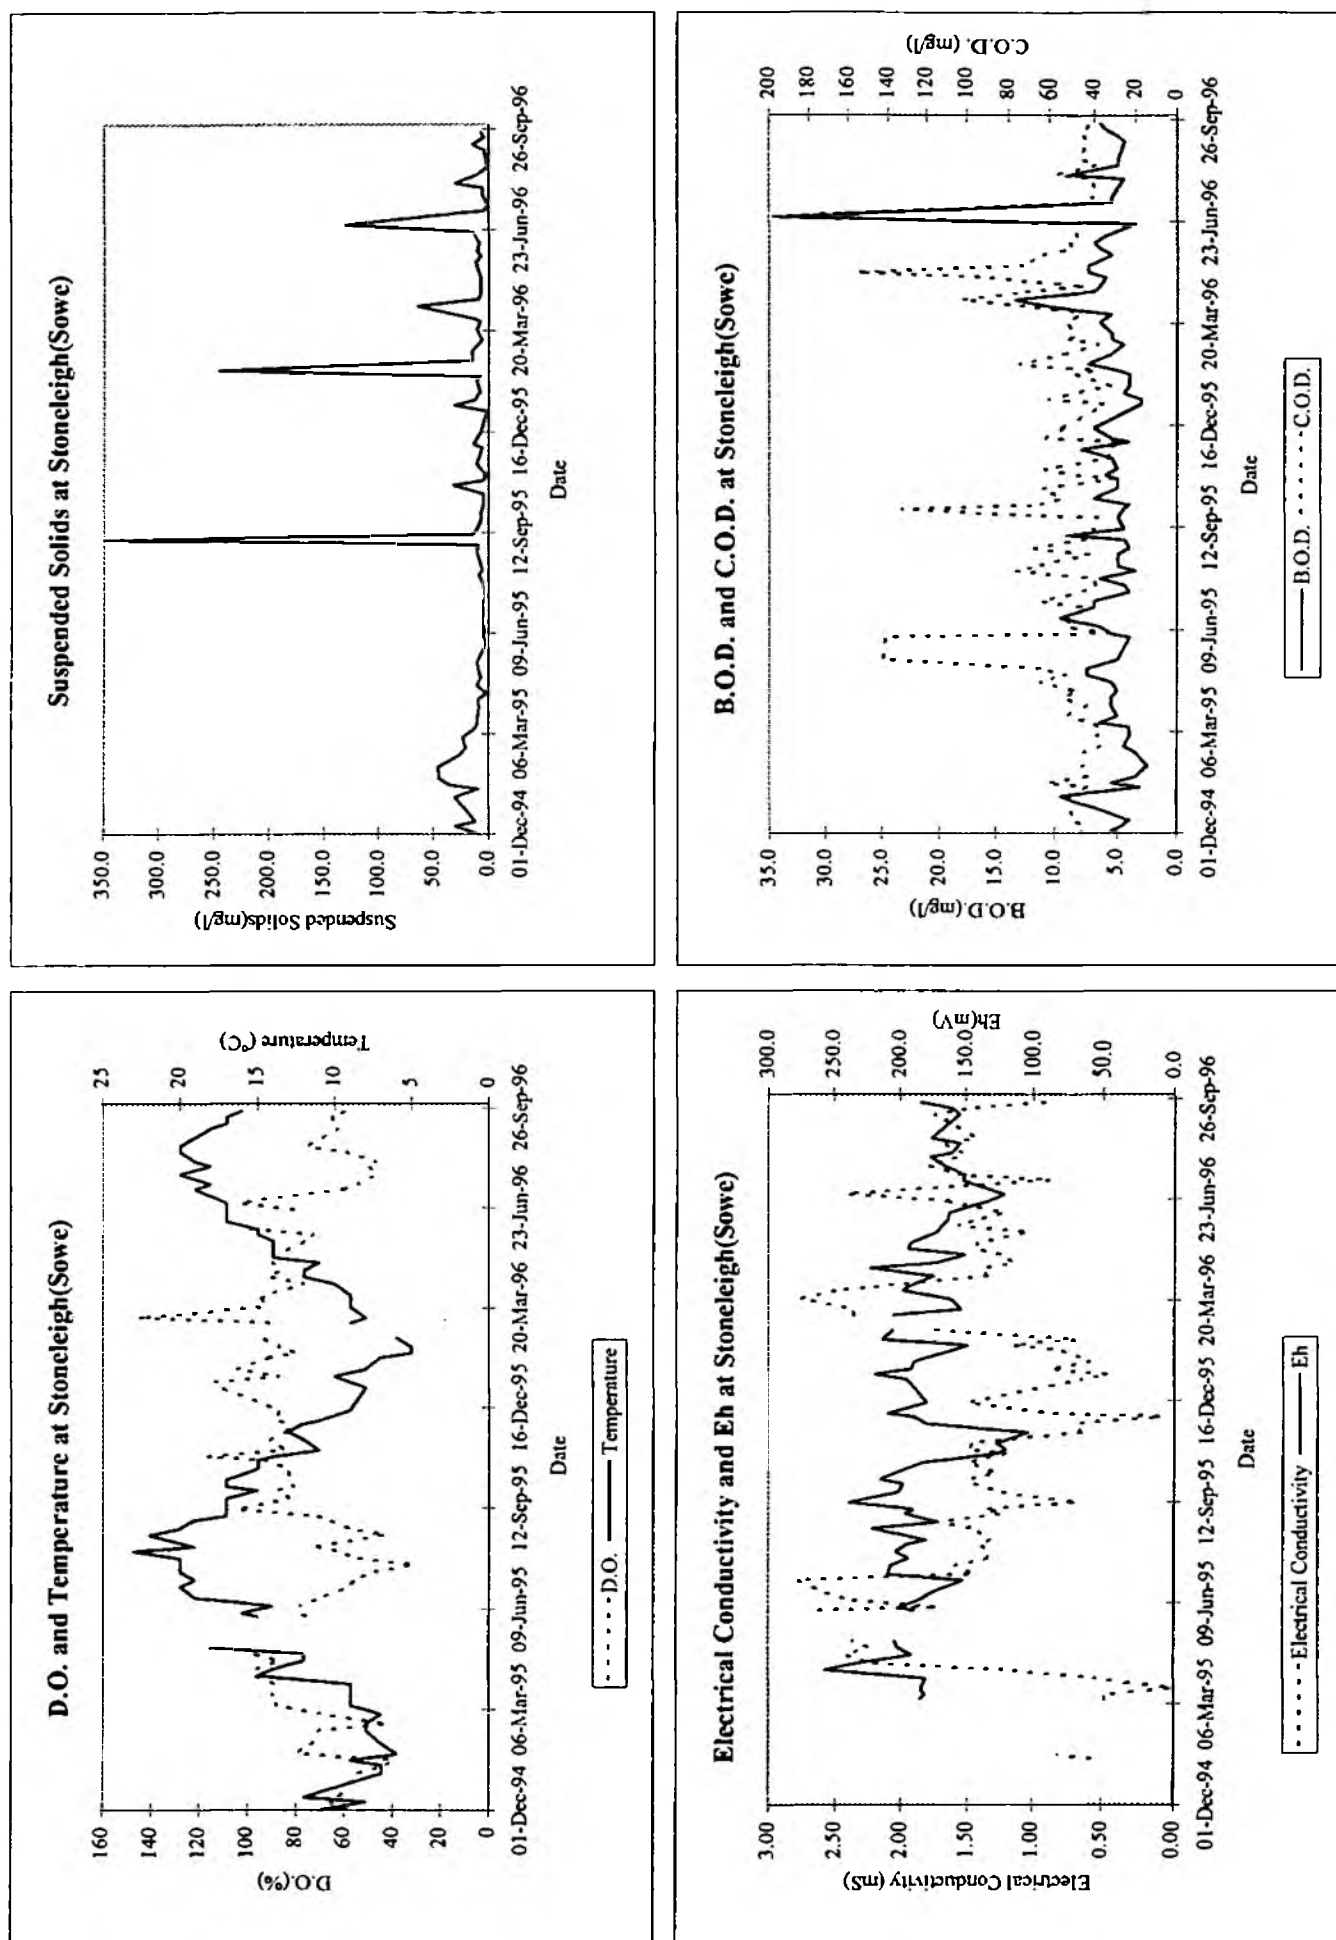 D.O. and Temperature at Stoneleigh(Sowe)
D.O.(%)
160
140
120
100
80
60
40
20
0
Temperature (°C)
25
20
15
10
5
0
01-Dec-94 06-Mar-95 09-Jun-95 12-Sep-95 16-Dec-95 20-Mar-96 23-Jun-96 26-Sep-96
Date
D.O. Temperature
Suspended Solids at Stoneleigh(Sowe)
Suspended Solids(mg/l)
350.0
300.0
250.0
200.0
150.0
100.0
50.0
0.0
01-Dec-94 06-Mar-95 09-Jun-95 12-Sep-95 16-Dec-95 20-Mar-96 23-Jun-96 26-Sep-96
Date
Electrical Conductivity and Eh at Stoneleigh(Sowe)
Electrical Conductivity (mS)
3.00
2.50
2.00
1.50
1.00
0.50
0.00
Eh(mV)
300.0
250.0
200.0
150.0
100.0
50.0
0.0
01-Dec-94 06-Mar-95 09-Jun-95 12-Sep-95 16-Dec-95 20-Mar-96 23-Jun-96 26-Sep-96
Date
Electrical Conductivity Eh
B.O.D. and C.O.D. at Stoneleigh(Sowe)
B.O.D.(mg/l)
35.0
30.0
25.0
20.0
15.0
10.0
5.0
0.0
C.O.D. (mg/l)
200
180
160
140
120
100
80
60
40
20
0
01-Dec-94 06-Mar-95 09-Jun-95 12-Sep-95 16-Dec-95 20-Mar-96 23-Jun-96 26-Sep-96
Date
B.O.D. C.O.D.